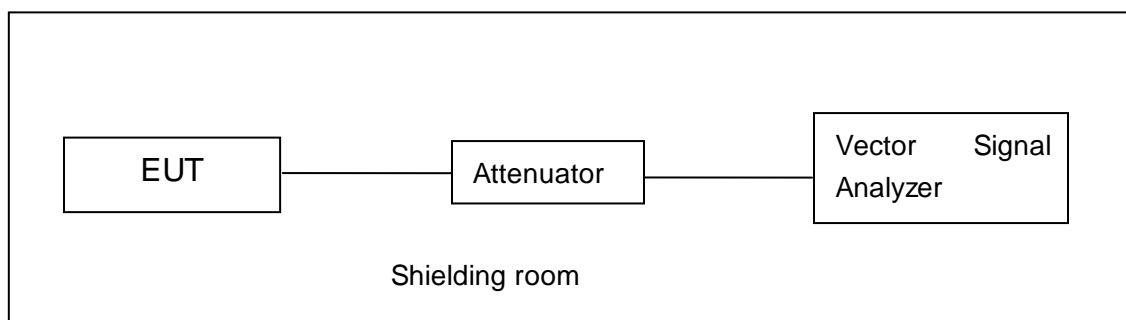 EUT
Attenuator
Vector Signal
Analyzer
Shielding room